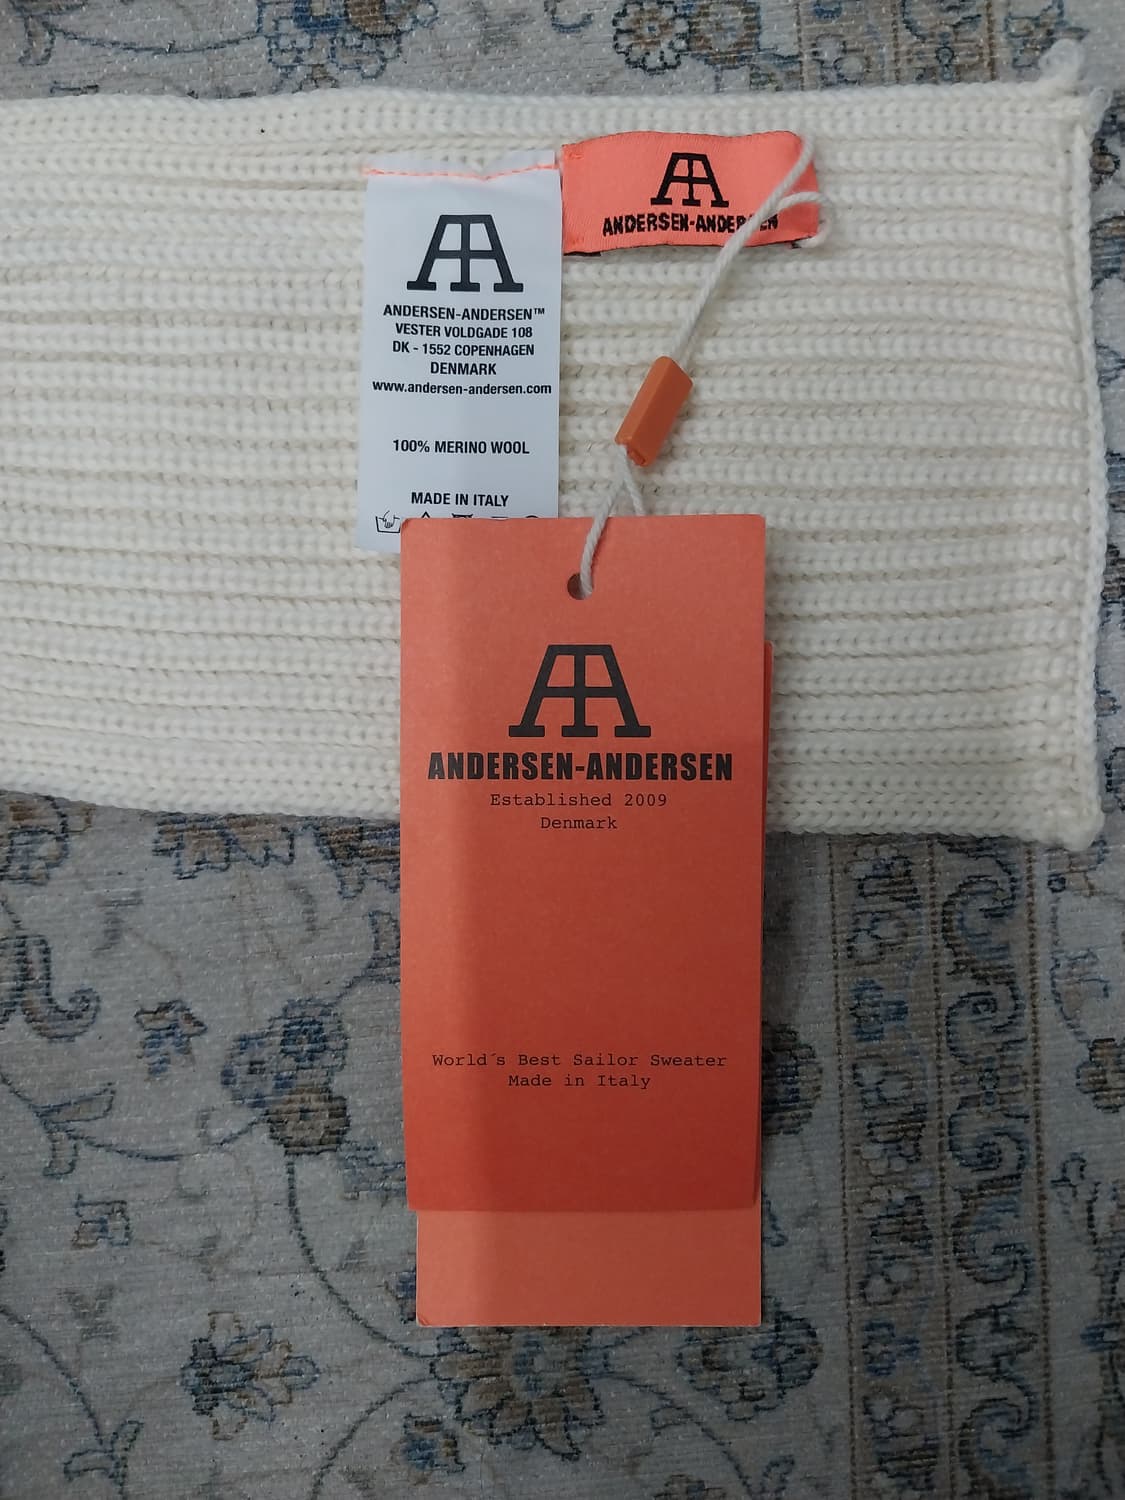 ANDERSEN-ANDERSEN
ANDERSEN-ANDERSEN™
VESTER VOLDGADE 108
DK - 1552 COPENHAGEN
DENMARK
www.andersen-andersen.com
100% MERINO WOOL
MADE IN ITALY
ANDERSEN-ANDERSEN
Established 2009
Denmark
World´s Best Sailor Sweater
Made in Italy